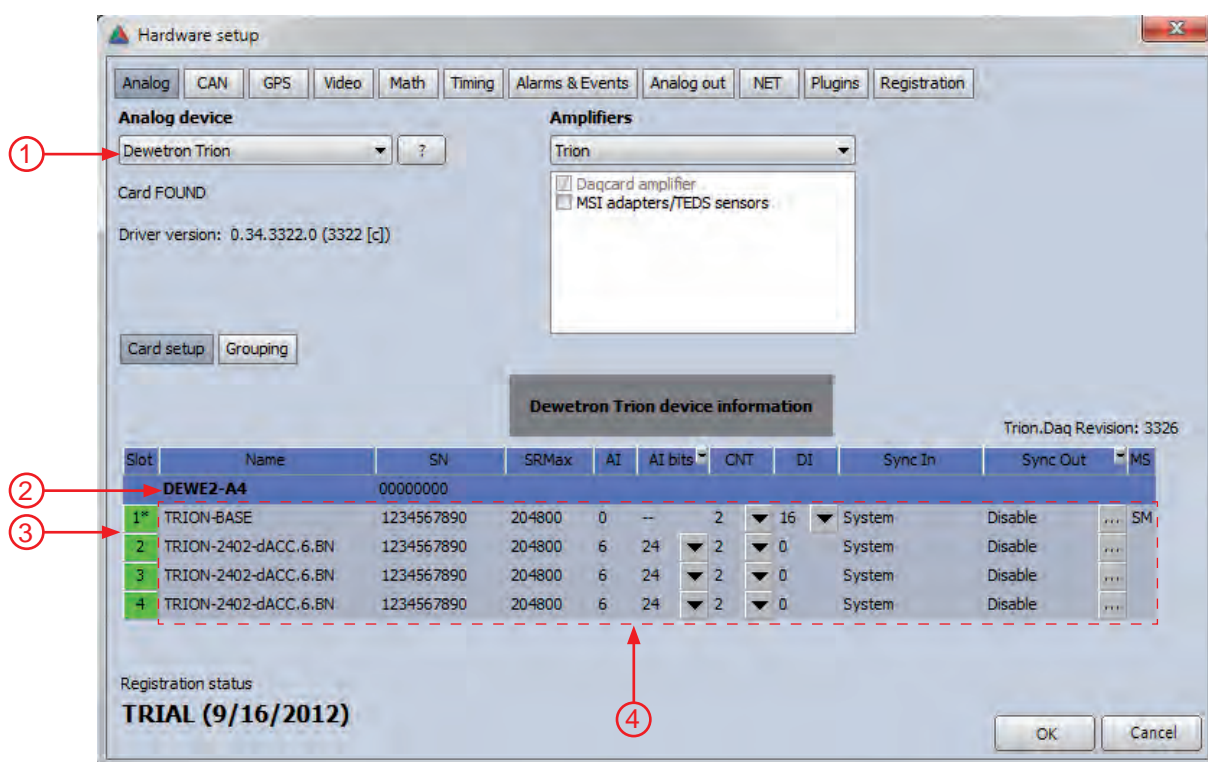 Hardware setup
Analog CAN GPS Video Math Timing Alarms & Events Analog out NET Plugins Registration
Analog device Amplifiers
1 Dewetron Trion ? Trion
Card FOUND Daqcard amplifier
MSI adapters/TEDS sensors
Driver version: 0.34.3322.0 (3322 [c])
Card setup Grouping
Dewetron Trion device information
Trion.Daq Revision: 3326
Slot Name SN SRMax AI AI bits CNT DI Sync In Sync Out MS
2 DEWE2-A4 00000000
3 1* TRION-BASE 1234567890 204800 0 -- 2 16 System Disable ... SM
2 TRION-2402-dACC.6.BN 1234567890 204800 6 24 2 0 System Disable ...
3 TRION-2402-dACC.6.BN 1234567890 204800 6 24 2 0 System Disable ...
4 TRION-2402-dACC.6.BN 1234567890 204800 6 24 2 0 System Disable ...
Registration status
TRIAL (9/16/2012)
4
OK Cancel